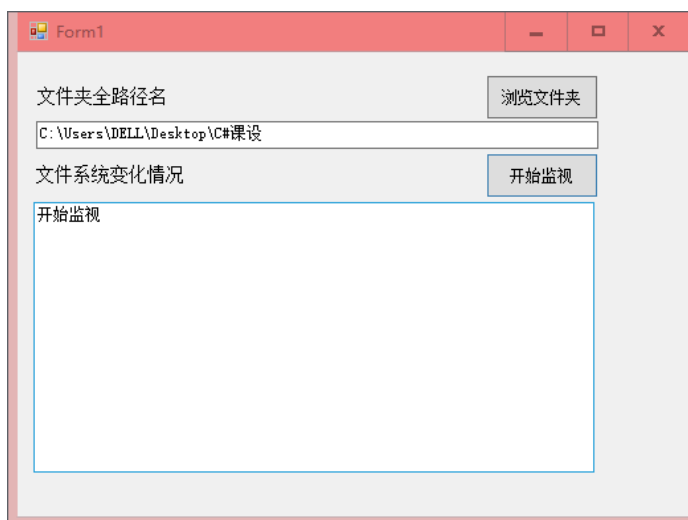 Form1
文件夹全路径名
浏览文件夹
C:\Users\DELL\Desktop\C#课设
文件系统变化情况
开始监视
开始监视